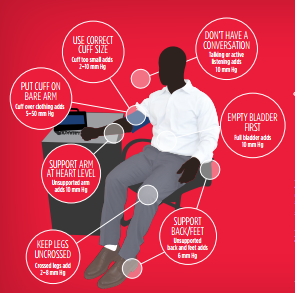 USE CORRECT
CUFF SIZE
Cuff too small adds
2–10 mm Hg
DON'T HAVE A
CONVERSATION
Talking or active
listening adds
10 mm Hg
PUT CUFF ON
BARE ARM
Cuff over clothing adds
5–50 mm Hg
EMPTY BLADDER
FIRST
Full bladder adds
10 mm Hg
SUPPORT ARM
AT HEART LEVEL
Unsupported arm
adds 10 mm Hg
SUPPORT
BACK/FEET
Unsupported
back and feet adds
6 mm Hg
KEEP LEGS
UNCROSSED
Crossed legs add
2–8 mm Hg